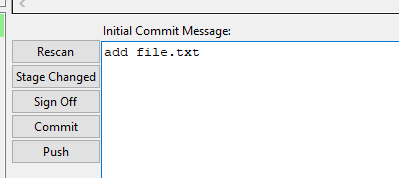 Initial Commit Message:
Rescan
add file.txt
Stage Changed
Sign Off
Commit
Push